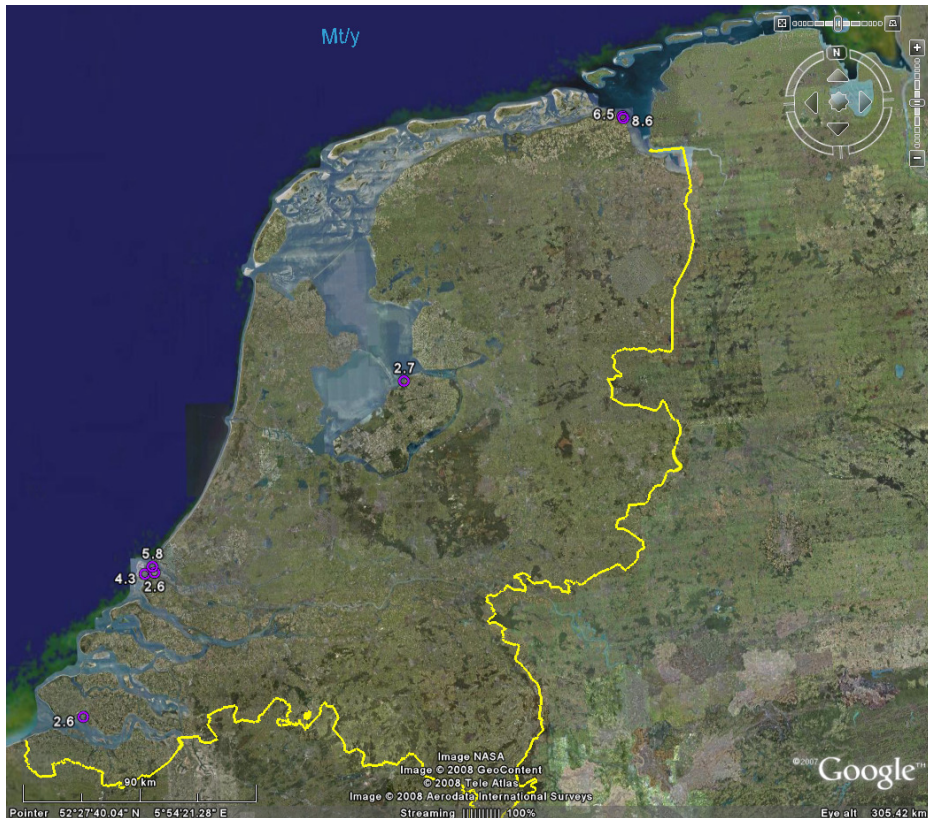 Mt/y
N
6.5
8.6
2.7
5.8
4.3
2.6
2.6
90 km
Image NASA
Image © 2008 GeoContent
© 2008 Tele Atlas
Image © 2008 Aerodata International Surveys
©2007 Google™
Pointer 52°27'40.04" N 5°54'21.28" E Streaming |||||||||| 100% Eye alt 305.42 km